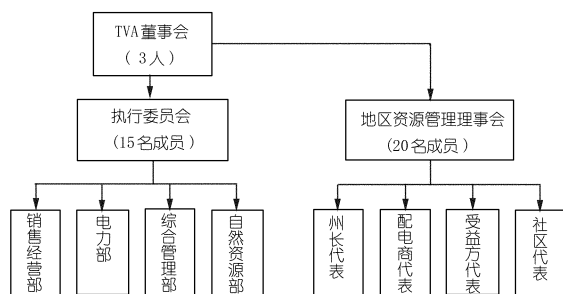 TVA董事会
(3人)
执行委员会
(15名成员)
地区资源管理理事会
(20名成员)
销售经营部
电力部
综合管理部
自然资源部
州长代表
配电商代表
受益方代表
社区代表